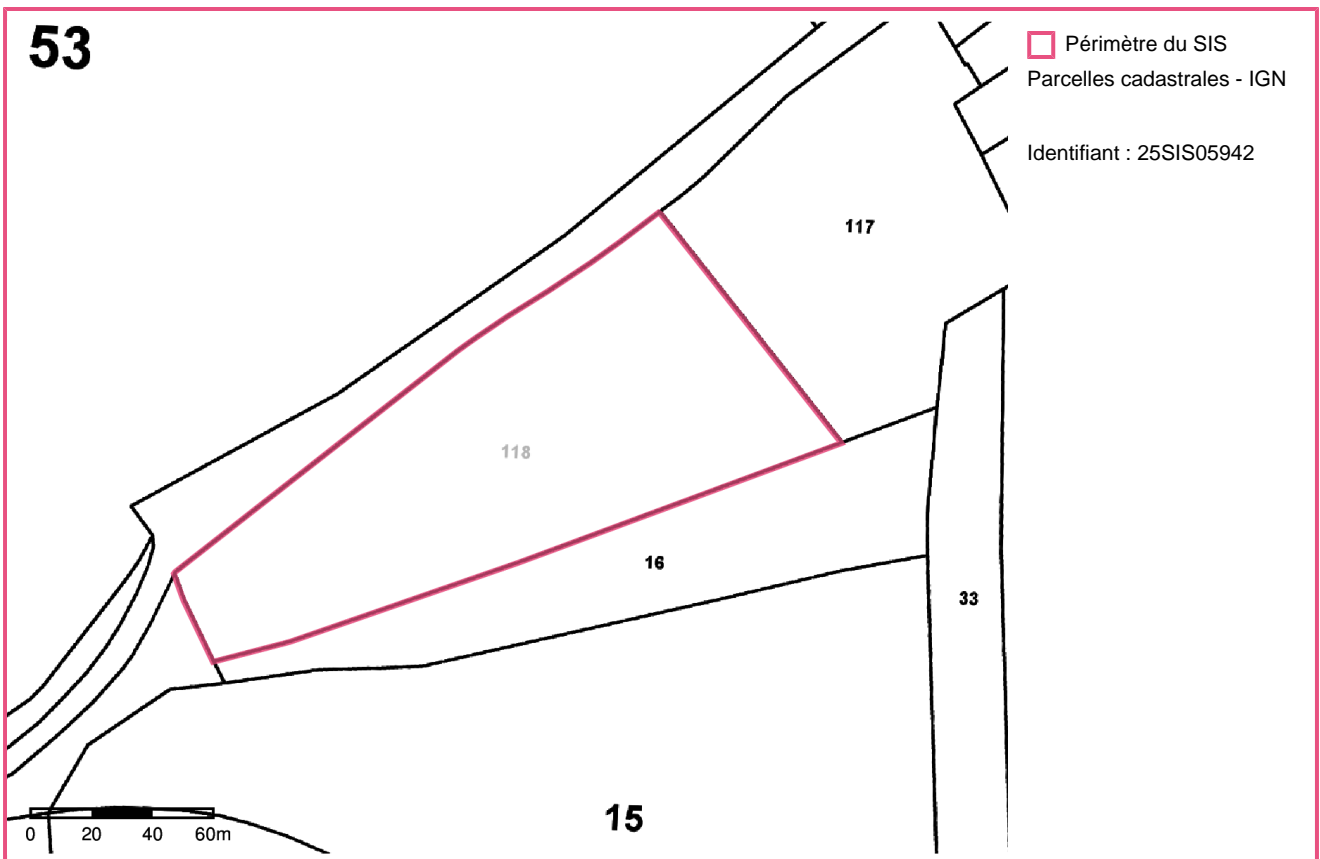 53
Périmètre du SIS
Parcelles cadastrales - IGN
Identifiant : 25SIS05942
117
118
16
33
15
0 20 40 60m